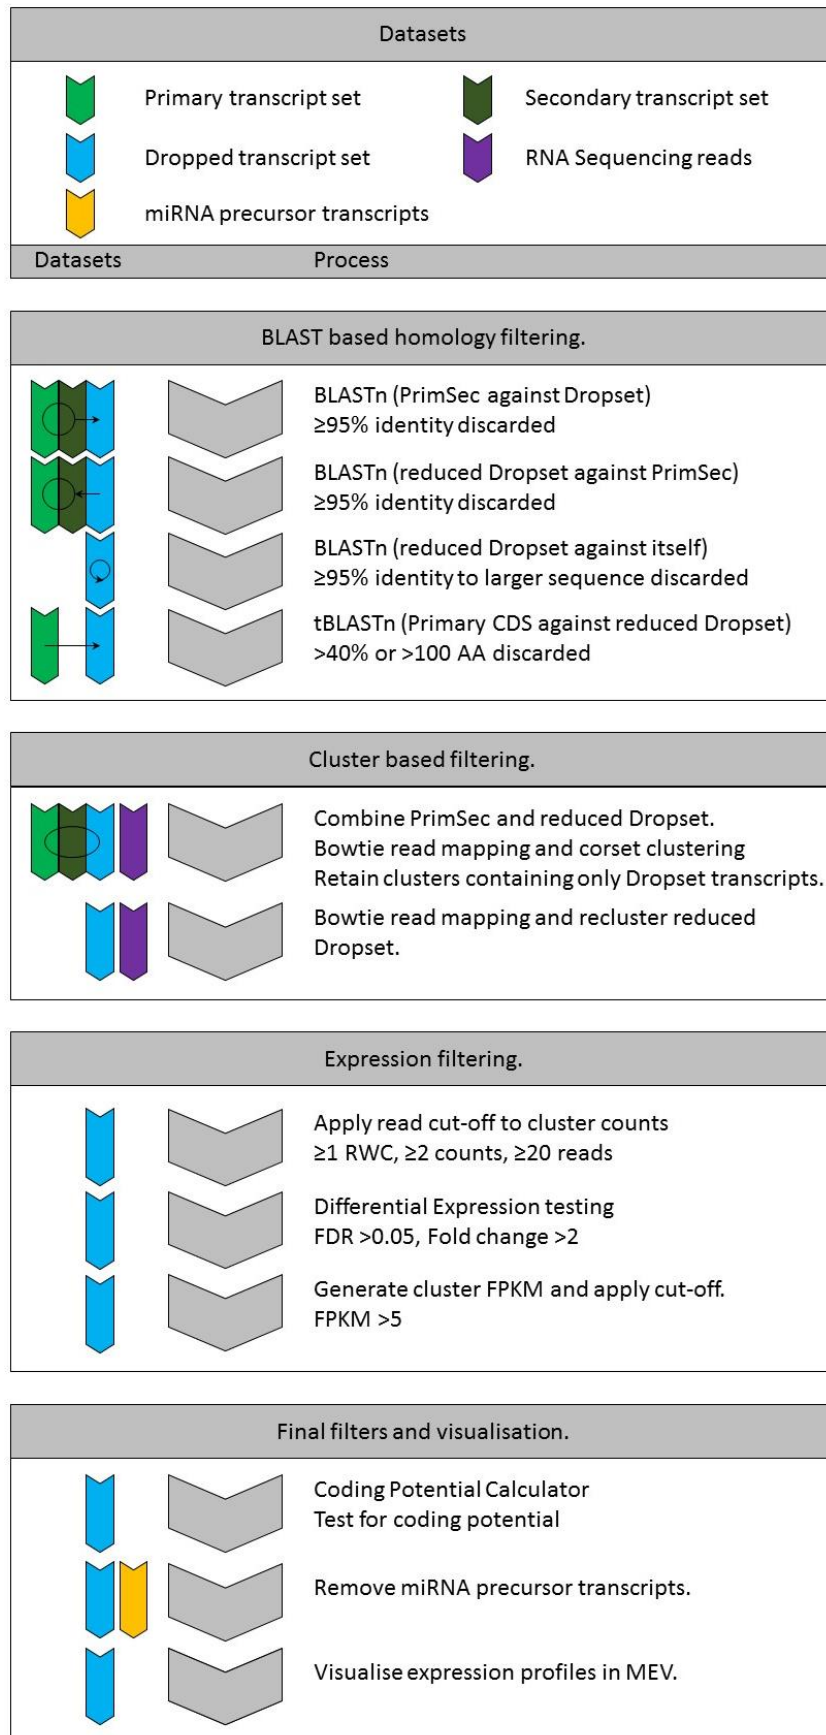 Datasets
Primary transcript set
Secondary transcript set
Dropped transcript set
RNA Sequencing reads
miRNA precursor transcripts
Datasets Process
BLAST based homology filtering.
BLASTn (PrimSec against Dropset)
≥95% identity discarded
BLASTn (reduced Dropset against PrimSec)
≥95% identity discarded
BLASTn (reduced Dropset against itself)
≥95% identity to larger sequence discarded
tBLASTn (Primary CDS against reduced Dropset)
>40% or >100 AA discarded
Cluster based filtering.
Combine PrimSec and reduced Dropset.
Bowtie read mapping and corset clustering
Retain clusters containing only Dropset transcripts.
Bowtie read mapping and recluster reduced
Dropset.
Expression filtering.
Apply read cut-off to cluster counts
≥1 RWC, ≥2 counts, ≥20 reads
Differential Expression testing
FDR >0.05, Fold change >2
Generate cluster FPKM and apply cut-off.
FPKM >5
Final filters and visualisation.
Coding Potential Calculator
Test for coding potential
Remove miRNA precursor transcripts.
Visualise expression profiles in MEV.